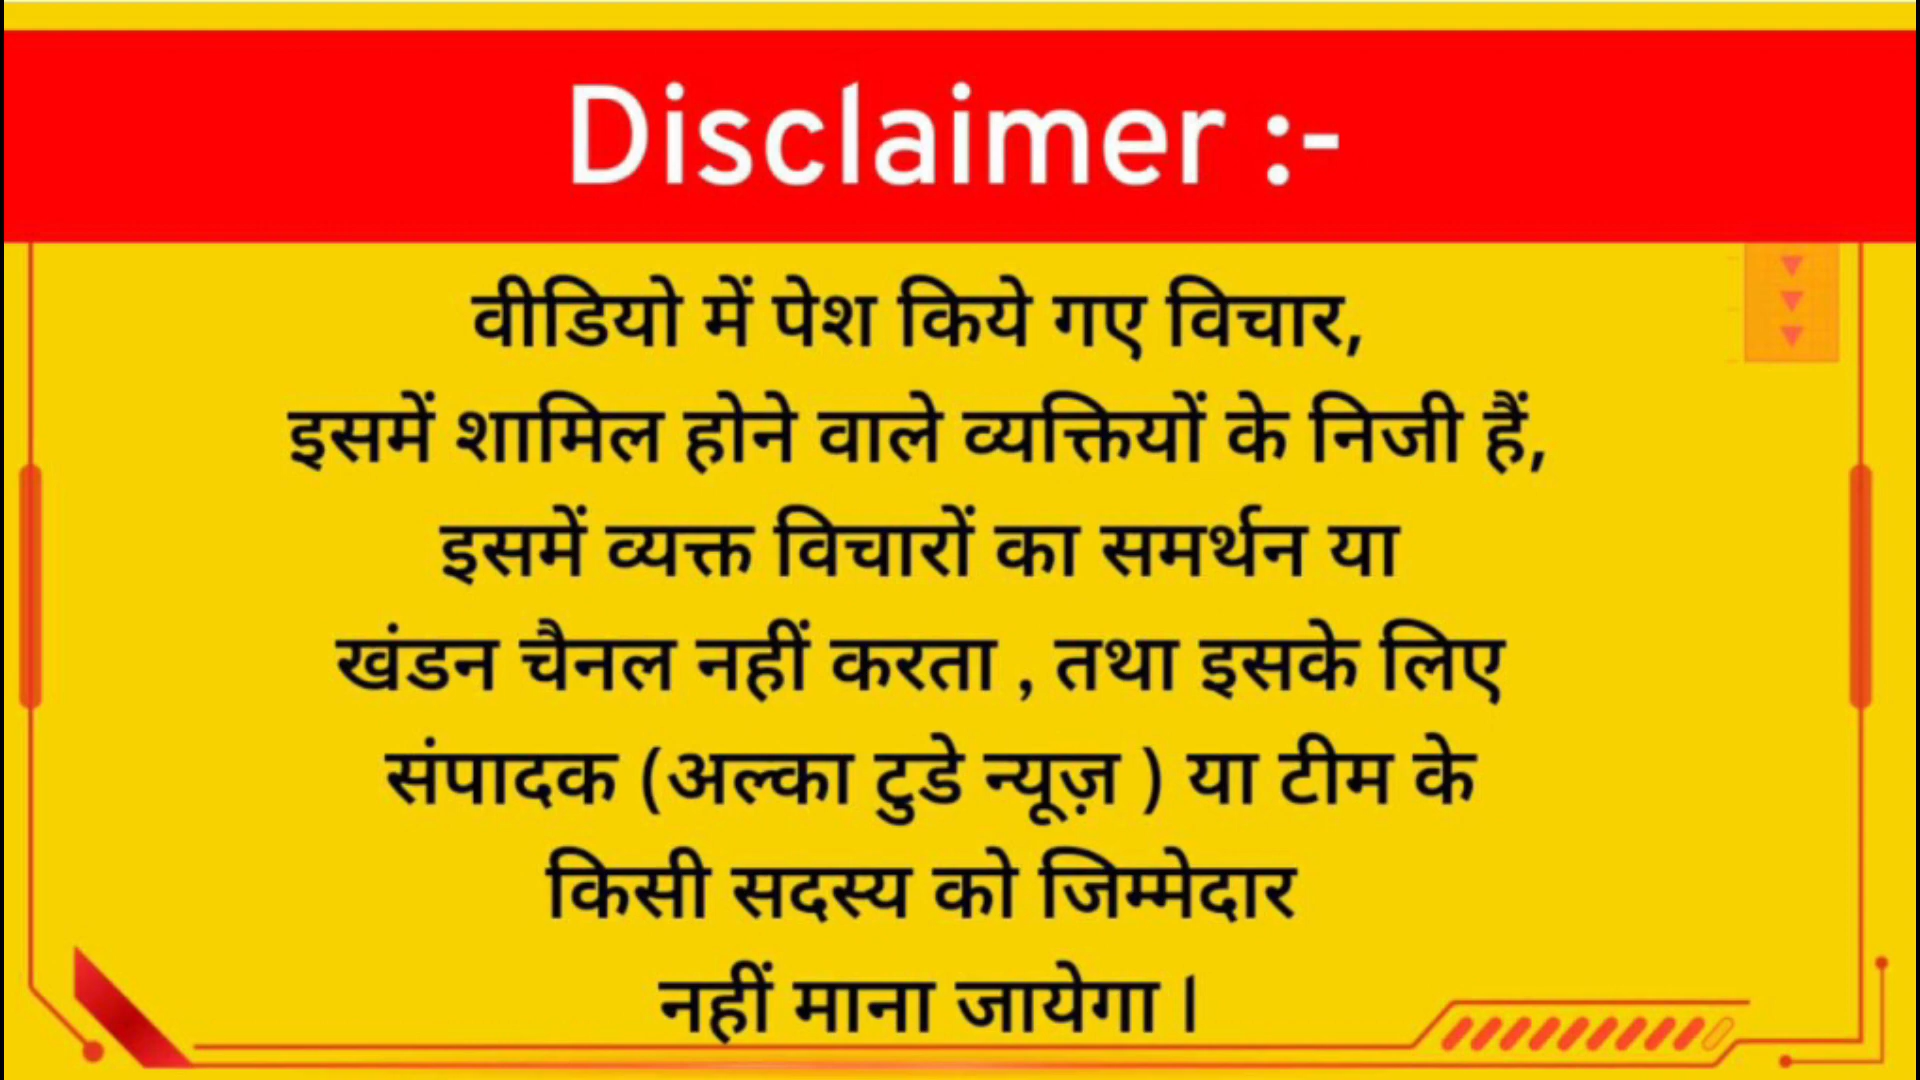 Disclaimer :-
वीडियो में पेश किये गए विचार,
इसमें शामिल होने वाले व्यक्तियों के निजी हैं,
इसमें व्यक्त विचारों का समर्थन या
खंडन चैनल नहीं करता , तथा इसके लिए
संपादक (अल्का टुडे न्यूज़ ) या टीम के
किसी सदस्य को जिम्मेदार
नहीं माना जायेगा ।